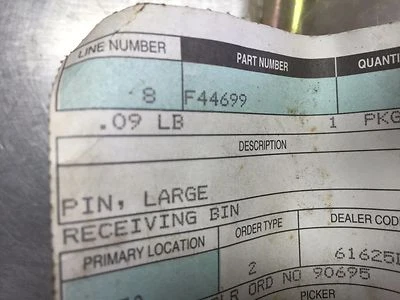 LINE NUMBER PART NUMBER QUANTI
8 F44699
.09 LB 1 PKG
DESCRIPTION
PIN, LARGE
RECEIVING BIN
PRIMARY LOCATION ORDER TYPE DEALER COD
2 61625
LR ORD NO 90695
PICKER